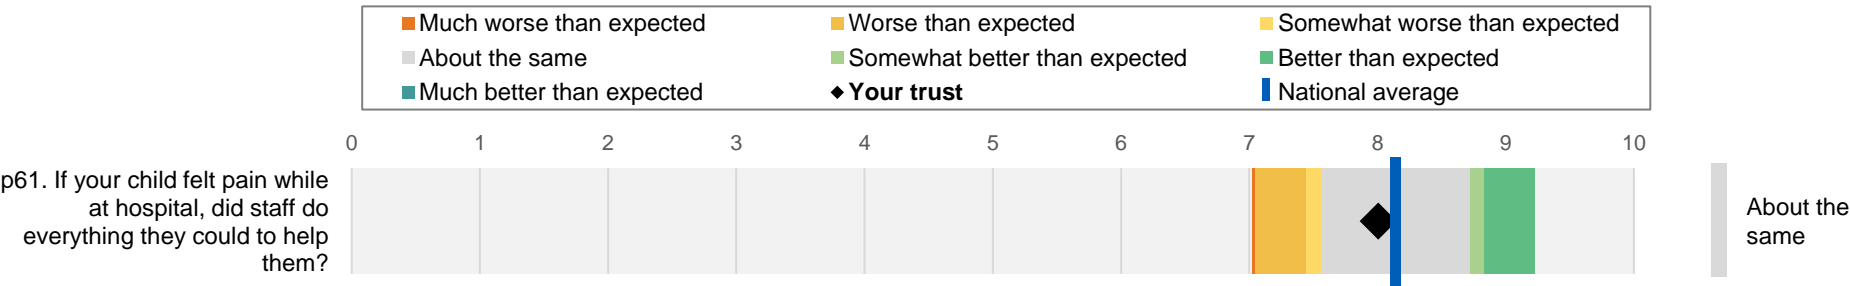 Much worse than expected
Worse than expected
Somewhat worse than expected
About the same
Somewhat better than expected
Better than expected
Much better than expected
Your trust
National average
0 1 2 3 4 5 6 7 8 9 10
p61. If your child felt pain while
at hospital, did staff do
everything they could to help
them?
About the
same